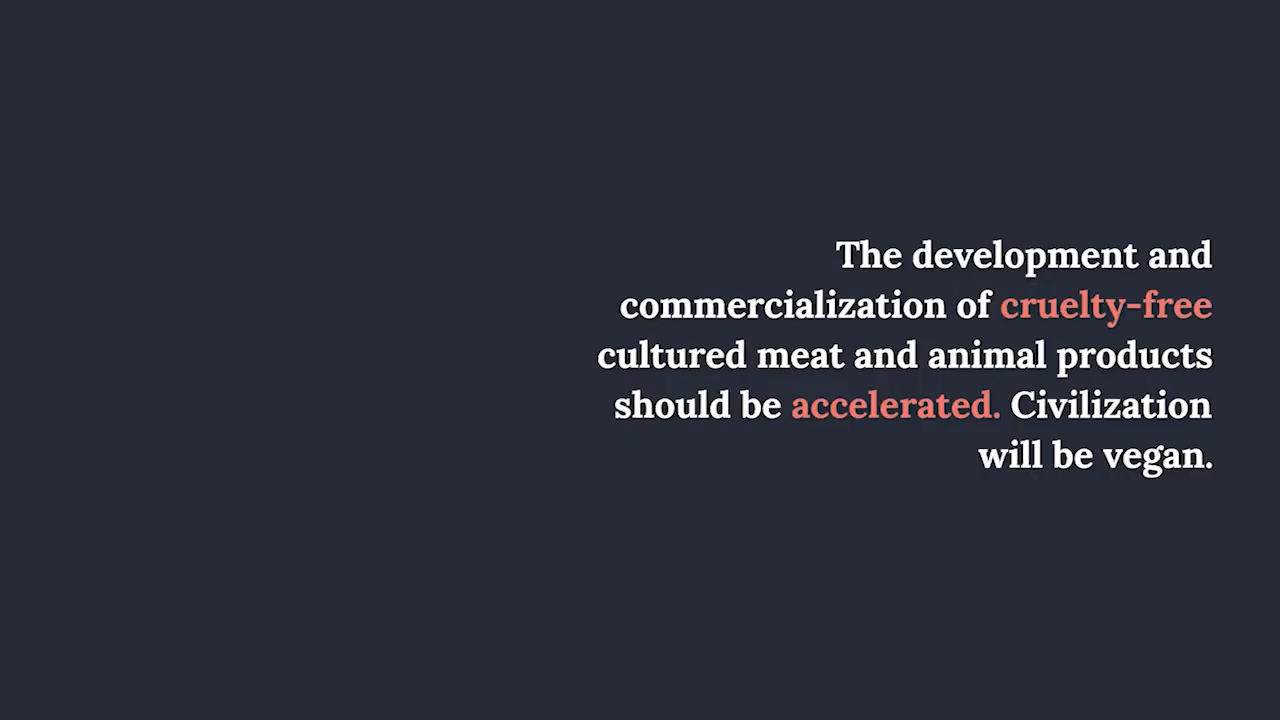 The development and
commercialization of cruelty-free
cultured meat and animal products
should be accelerated. Civilization
will be vegan.